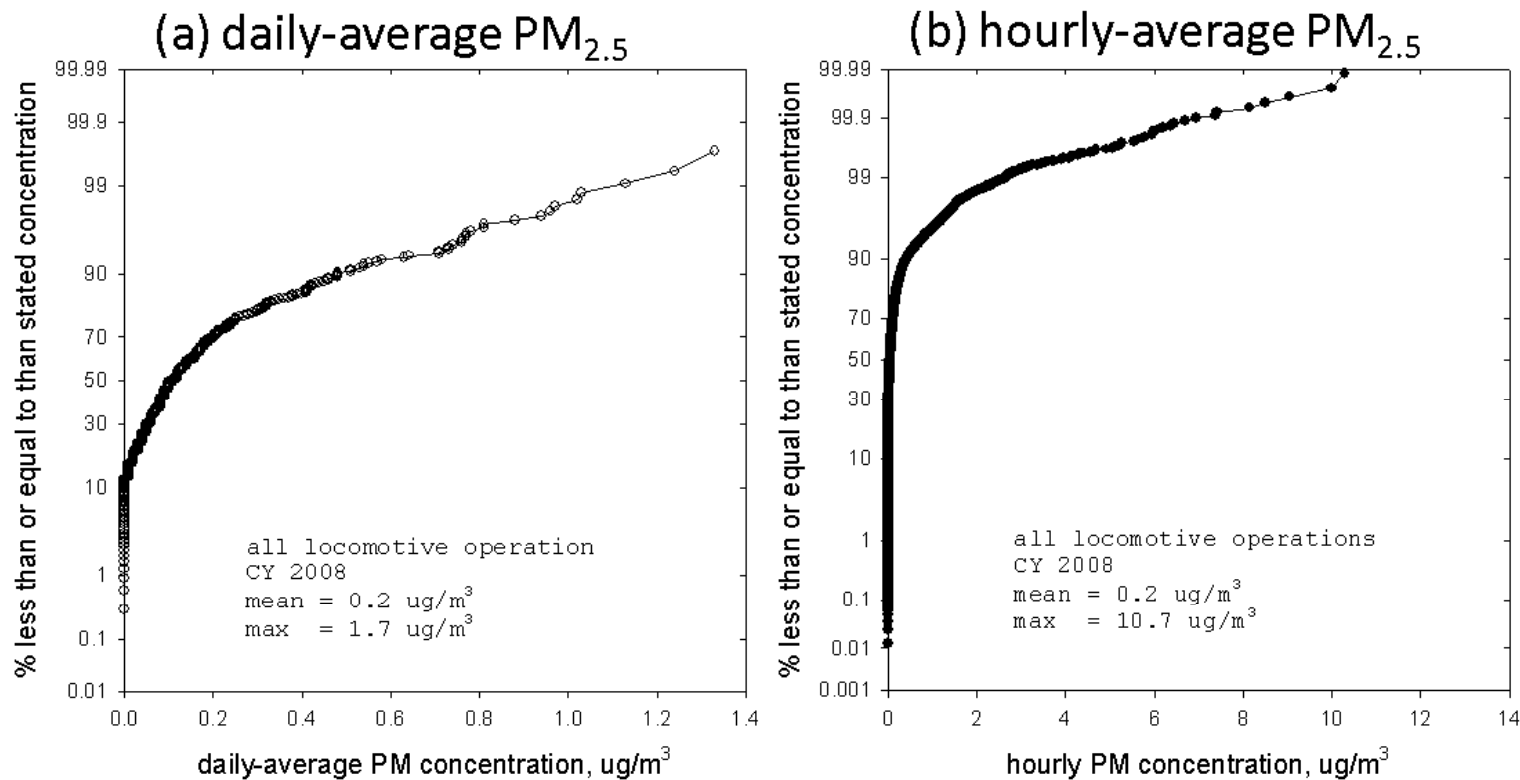 (a) daily-average PM2.5
99.99
99.9
99
90
70
50
30
10
1
0.1
0.01
% less than or equal to than stated concentration
all locomotive operation
CY 2008
mean = 0.2 ug/m³
max = 1.7 ug/m³
0.0 0.2 0.4 0.6 0.8 1.0 1.2 1.4
daily-average PM concentration, ug/m³
(b) hourly-average PM2.5
99.99
99.9
99
90
70
50
30
10
1
0.1
0.01
0.001
% less than or equal to than stated concentration
all locomotive operations
CY 2008
mean = 0.2 ug/m³
max = 10.7 ug/m³
0 2 4 6 8 10 12 14
hourly PM concentration, ug/m³